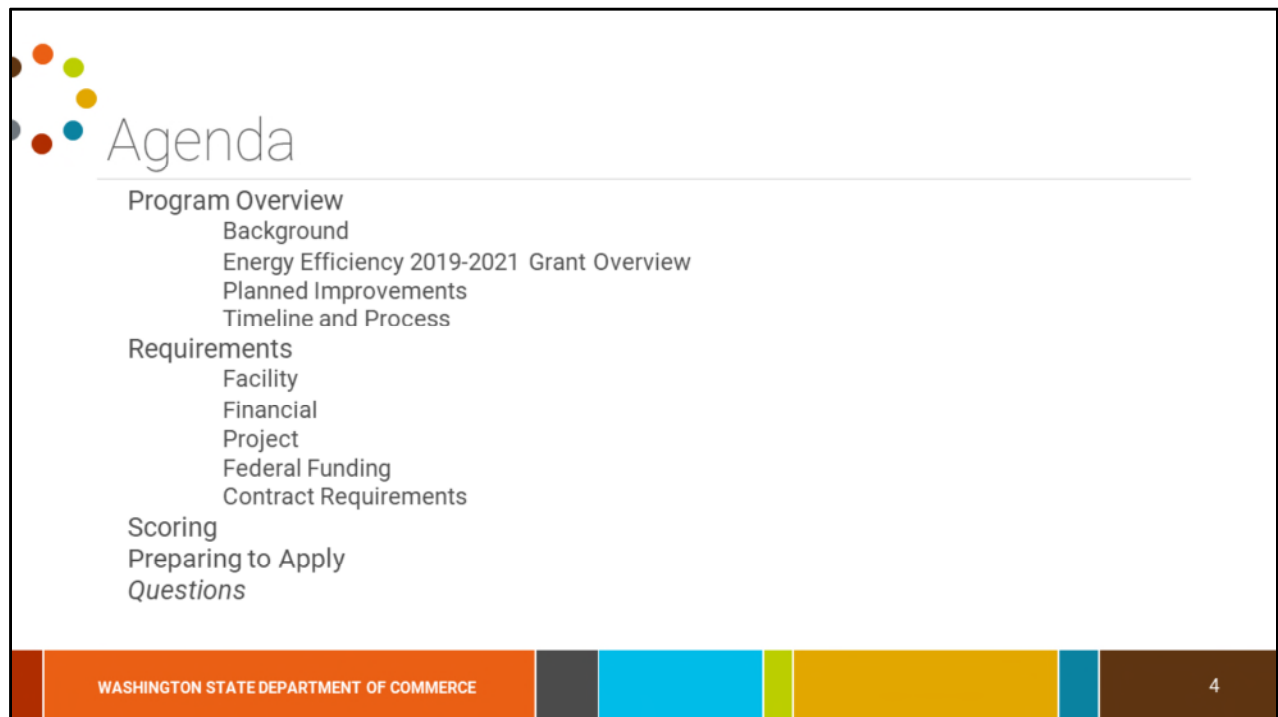 Agenda
Program Overview
Background
Energy Efficiency 2019-2021 Grant Overview
Planned Improvements
Timeline and Process
Requirements
Facility
Financial
Project
Federal Funding
Contract Requirements
Scoring
Preparing to Apply
Questions
WASHINGTON STATE DEPARTMENT OF COMMERCE
4